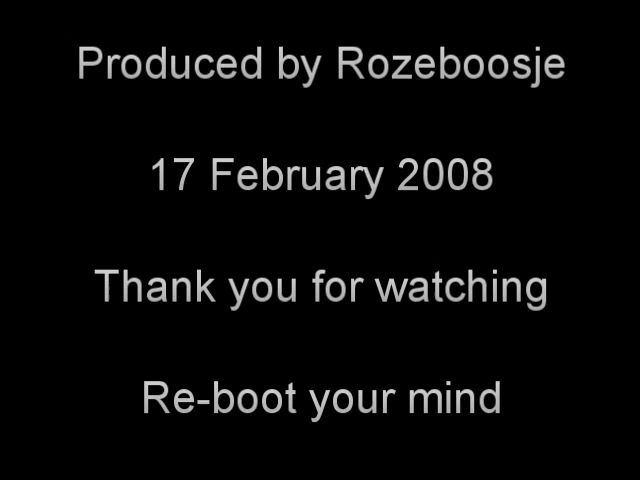 Produced by Rozeboosje
17 February 2008
Thank you for watching
Re-boot your mind